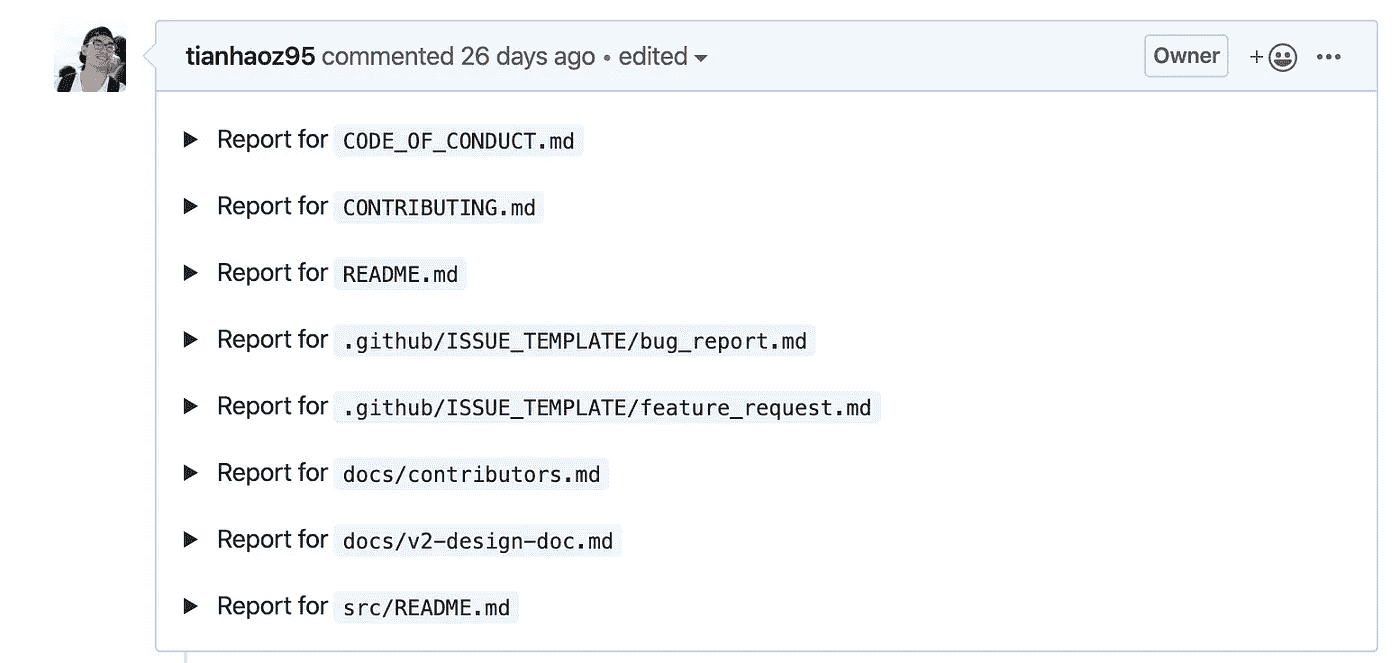 tianhaoz95 commented 26 days ago • edited
Owner
Report for CODE_OF_CONDUCT.md
Report for CONTRIBUTING.md
Report for README.md
Report for .github/ISSUE_TEMPLATE/bug_report.md
Report for .github/ISSUE_TEMPLATE/feature_request.md
Report for docs/contributors.md
Report for docs/v2-design-doc.md
Report for src/README.md